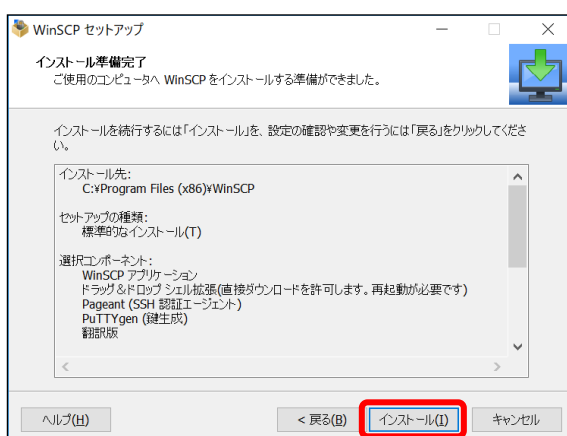 WinSCP セットアップ
インストール準備完了
ご使用のコンピュータへ WinSCP をインストールする準備ができました。
インストールを続行するには「インストール」を、設定の確認や変更を行うには「戻る」をクリックしてくださ
い。
インストール先:
C:¥Program Files (x86)¥WinSCP
セットアップの種類:
標準的なインストール(T)
選択コンポーネント:
WinSCP アプリケーション
ドラッグ＆ドロップ シェル拡張(直接ダウンロードを許可します。再起動が必要です)
Pageant (SSH 認証エージェント)
PuTTYgen (鍵生成)
翻訳版
ヘルプ(H)
< 戻る(B)
インストール(I)
キャンセル